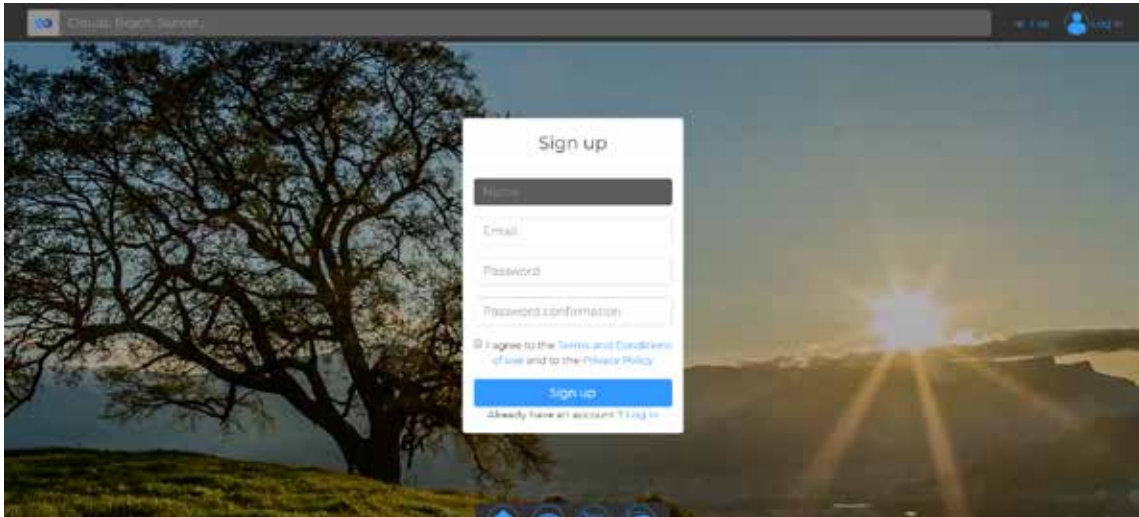 Clouds, Beach, Sunset...
Log in
Sign up
Name
Email
Password
Password confirmation
I agree to the Terms and Conditions
of use and to the Privacy Policy
Sign up
Already have an account ? Log in